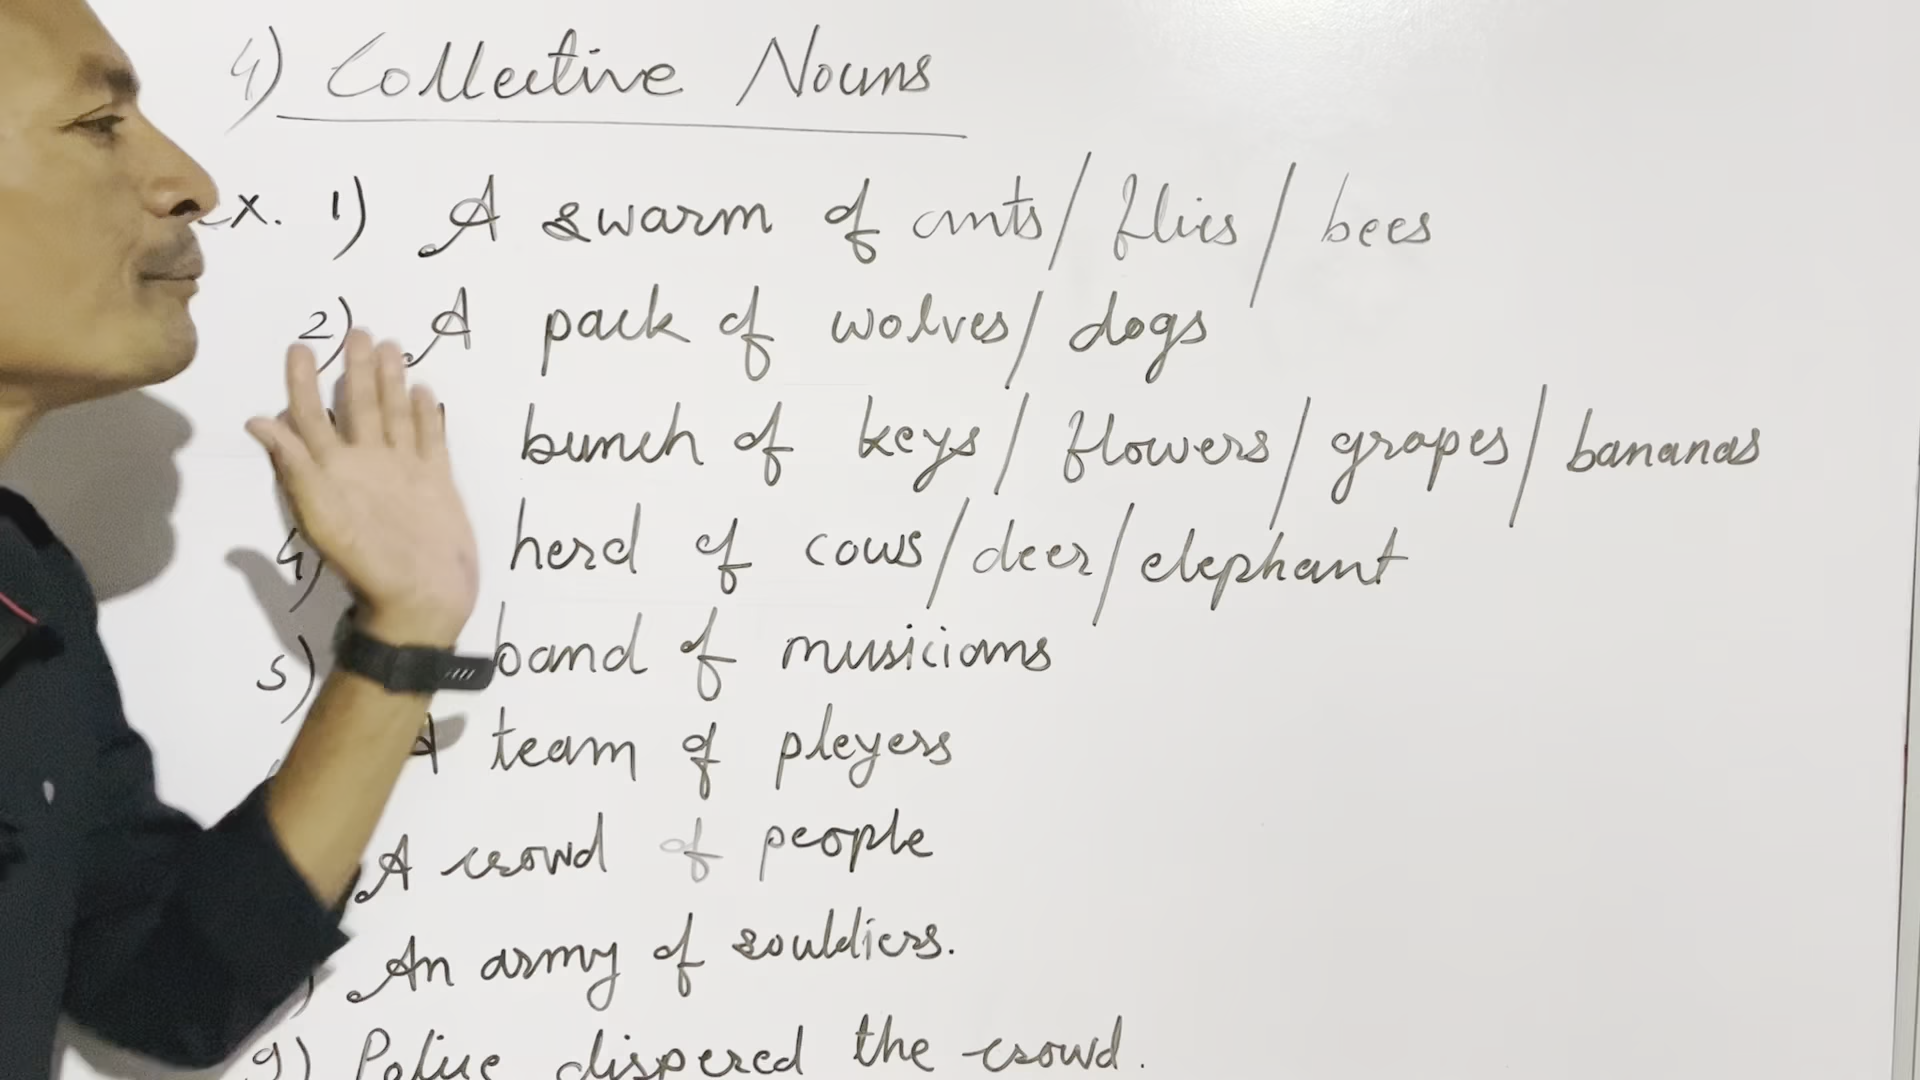 4) Collective Nouns
x. 1) A swarm of ants/ flies/ bees
2) A pack of wolves/ dogs
bunch of keys/ flowers/ grapes/ bananas
4) herd of cows/deer/elephant
5) band of musicians
A team of pleyers
A crowd of people
) An army of souldiers.
9) Police dispered the crowd.